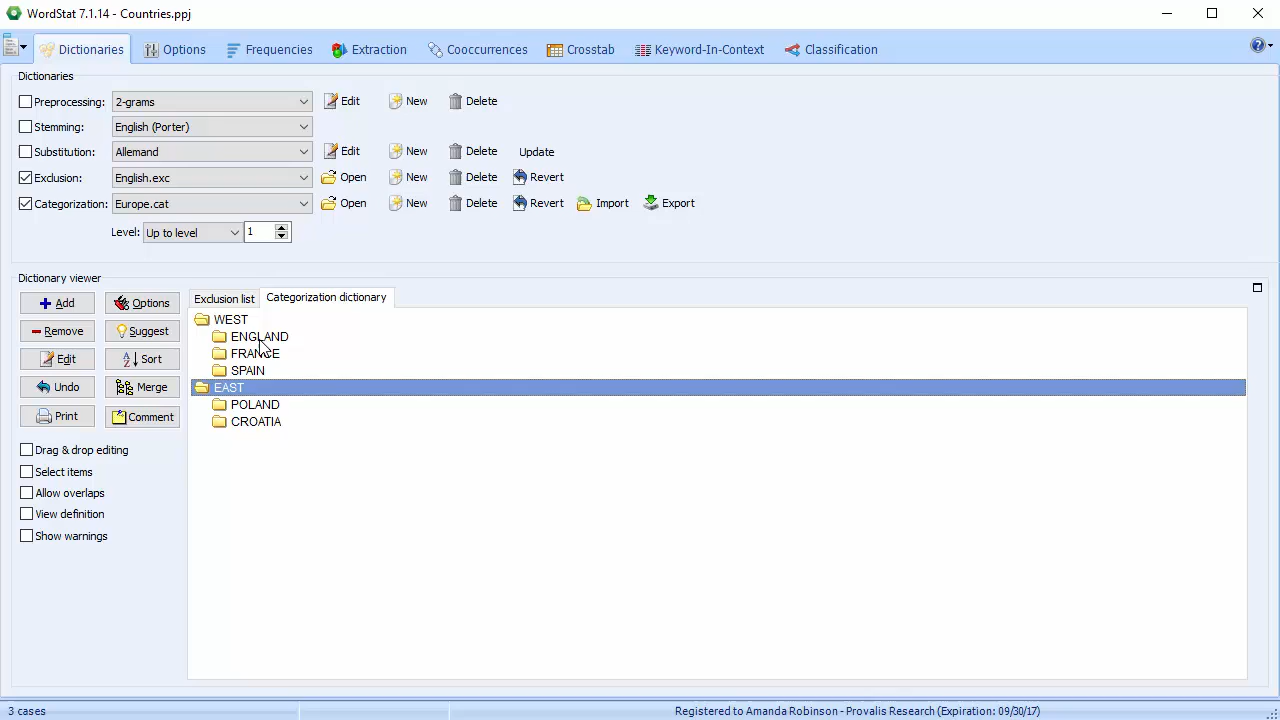 WordStat 7.1.14 - Countries.ppj
Dictionaries Options Frequencies Extraction Cooccurrences Crosstab Keyword-In-Context Classification
Dictionaries
Preprocessing: 2-grams Edit New Delete
Stemming: English (Porter)
Substitution: Allemand Edit New Delete Update
Exclusion: English.exc Open New Delete Revert
Categorization: Europe.cat Open New Delete Revert Import Export
Level: Up to level 1
Dictionary viewer
Add Options
Remove Suggest
Edit Sort
Undo Merge
Print Comment
Drag & drop editing
Select items
Allow overlaps
View definition
Show warnings
Exclusion list Categorization dictionary
WEST
ENGLAND
FRANCE
SPAIN
EAST
POLAND
CROATIA
3 cases
Registered to Amanda Robinson - Provalis Research (Expiration: 09/30/17)